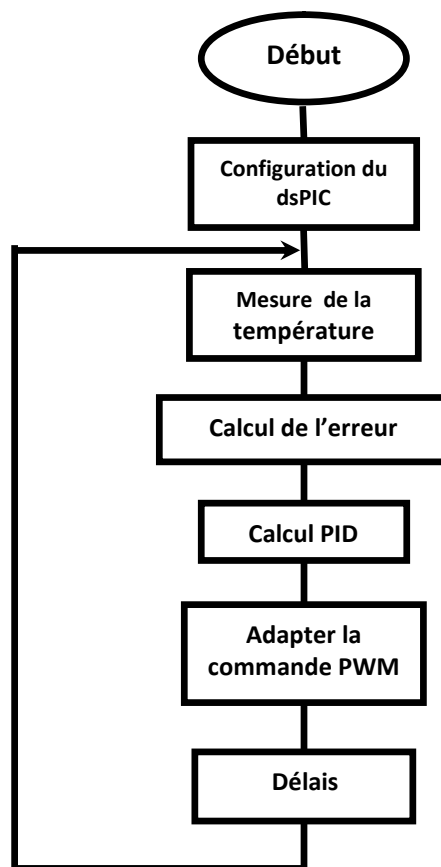 Début
Configuration du
dsPIC
Mesure de la
température
Calcul de l’erreur
Calcul PID
Adapter la
commande PWM
Délais